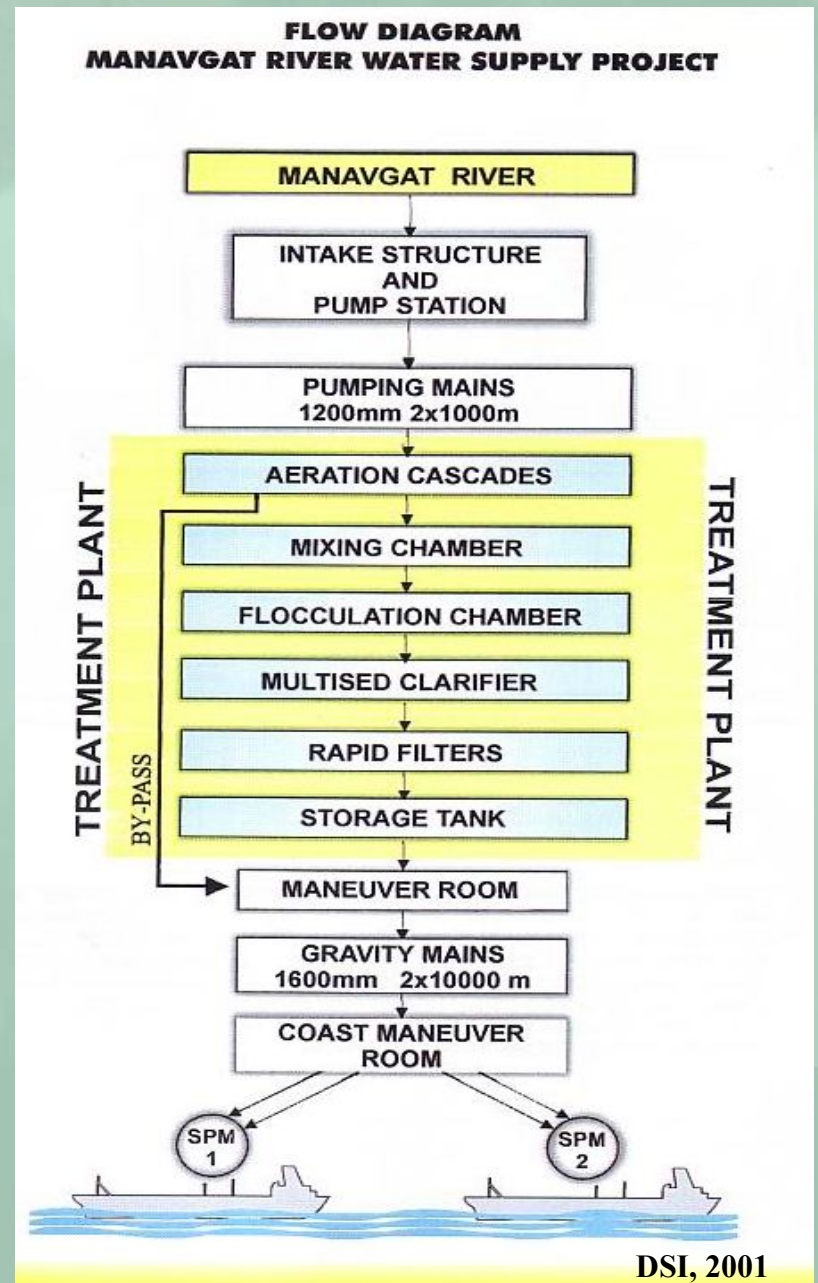 FLOW DIAGRAM
MANAVGAT RIVER WATER SUPPLY PROJECT
MANAVGAT RIVER
INTAKE STRUCTURE
AND
PUMP STATION
PUMPING MAINS
1200mm 2x1000m
TREATMENT PLANT
AERATION CASCADES
MIXING CHAMBER
FLOCCULATION CHAMBER
MULTISED CLARIFIER
RAPID FILTERS
STORAGE TANK
BY-PASS
TREATMENT PLANT
MANEUVER ROOM
GRAVITY MAINS
1600mm 2x10000 m
COAST MANEUVER
ROOM
SPM
1
SPM
2
DSI, 2001